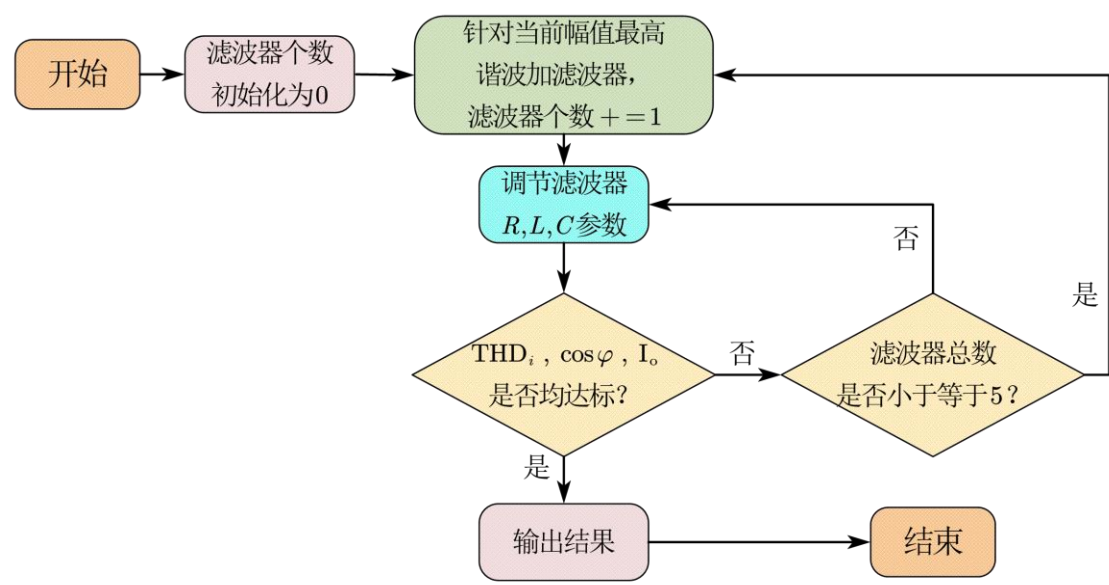 开始
滤波器个数
初始化为0
针对当前幅值最高
谐波加滤波器，
滤波器个数+=1
调节滤波器
R,L,C参数
THDᵢ , cosφ , Iₒ
是否均达标？
否
滤波器总数
是否小于等于5？
否
是
是
输出结果
结束